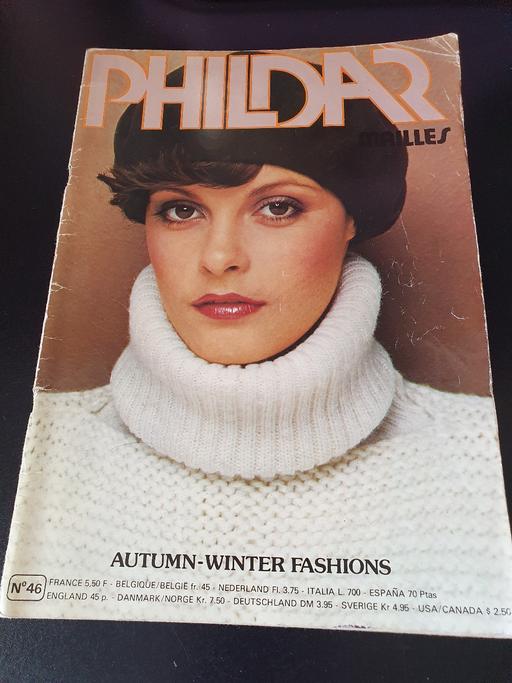 PHILDAR
MAILLES
AUTUMN-WINTER FASHIONS
N°46
FRANCE 5,50 F - BELGIQUE/BELGIË fr. 45 - NEDERLAND Fl. 3.75 - ITALIA L. 700 - ESPAÑA 70 Ptas
ENGLAND 45 p. - DANMARK/NORGE Kr. 7.50 - DEUTSCHLAND DM 3.95 - SVERIGE Kr 4.95 - USA/CANADA $ 2.50